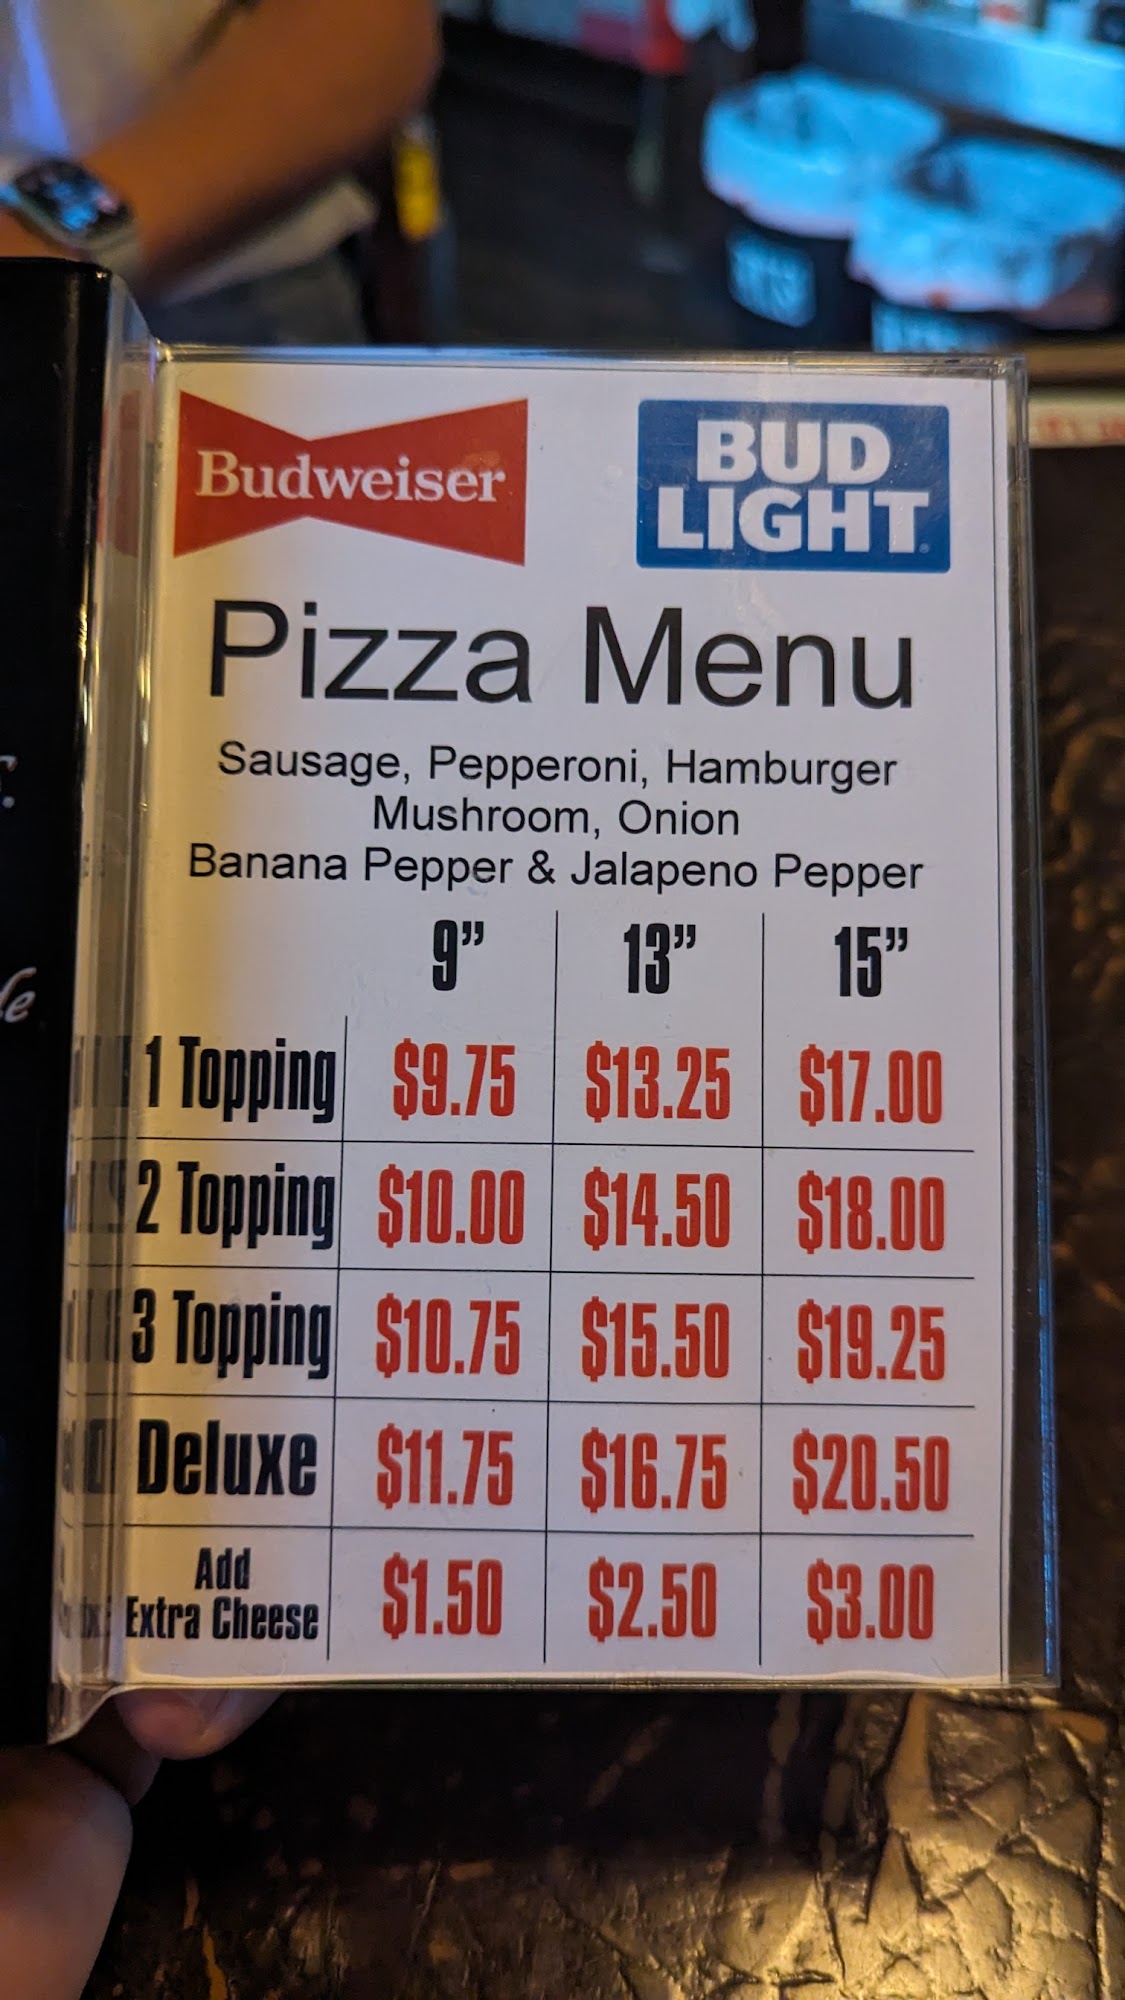 Budweiser
BUD
LIGHT
Pizza Menu
Sausage, Pepperoni, Hamburger
Mushroom, Onion
Banana Pepper & Jalapeno Pepper
9” 13” 15”
1 Topping $9.75 $13.25 $17.00
2 Topping $10.00 $14.50 $18.00
3 Topping $10.75 $15.50 $19.25
Deluxe $11.75 $16.75 $20.50
Add
Extra Cheese $1.50 $2.50 $3.00